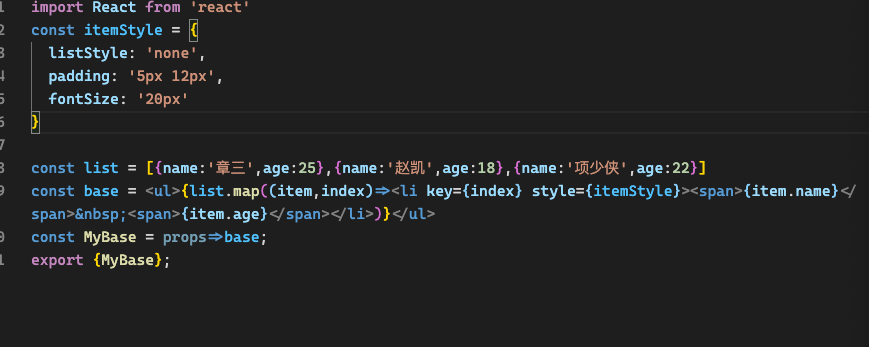 1 import React from 'react'
2 const itemStyle = {
3 listStyle: 'none',
4 padding: '5px 12px',
5 fontSize: '20px'
6 }
7
8 const list = [{name:'章三',age:25},{name:'赵凯',age:18},{name:'项少侠',age:22}]
9 const base = <ul>{list.map((item,index)=><li key={index} style={itemStyle}><span>{item.name}</
span>&nbsp;<span>{item.age}</span></li>)}</ul>
0 const MyBase = props=>base;
1 export {MyBase};